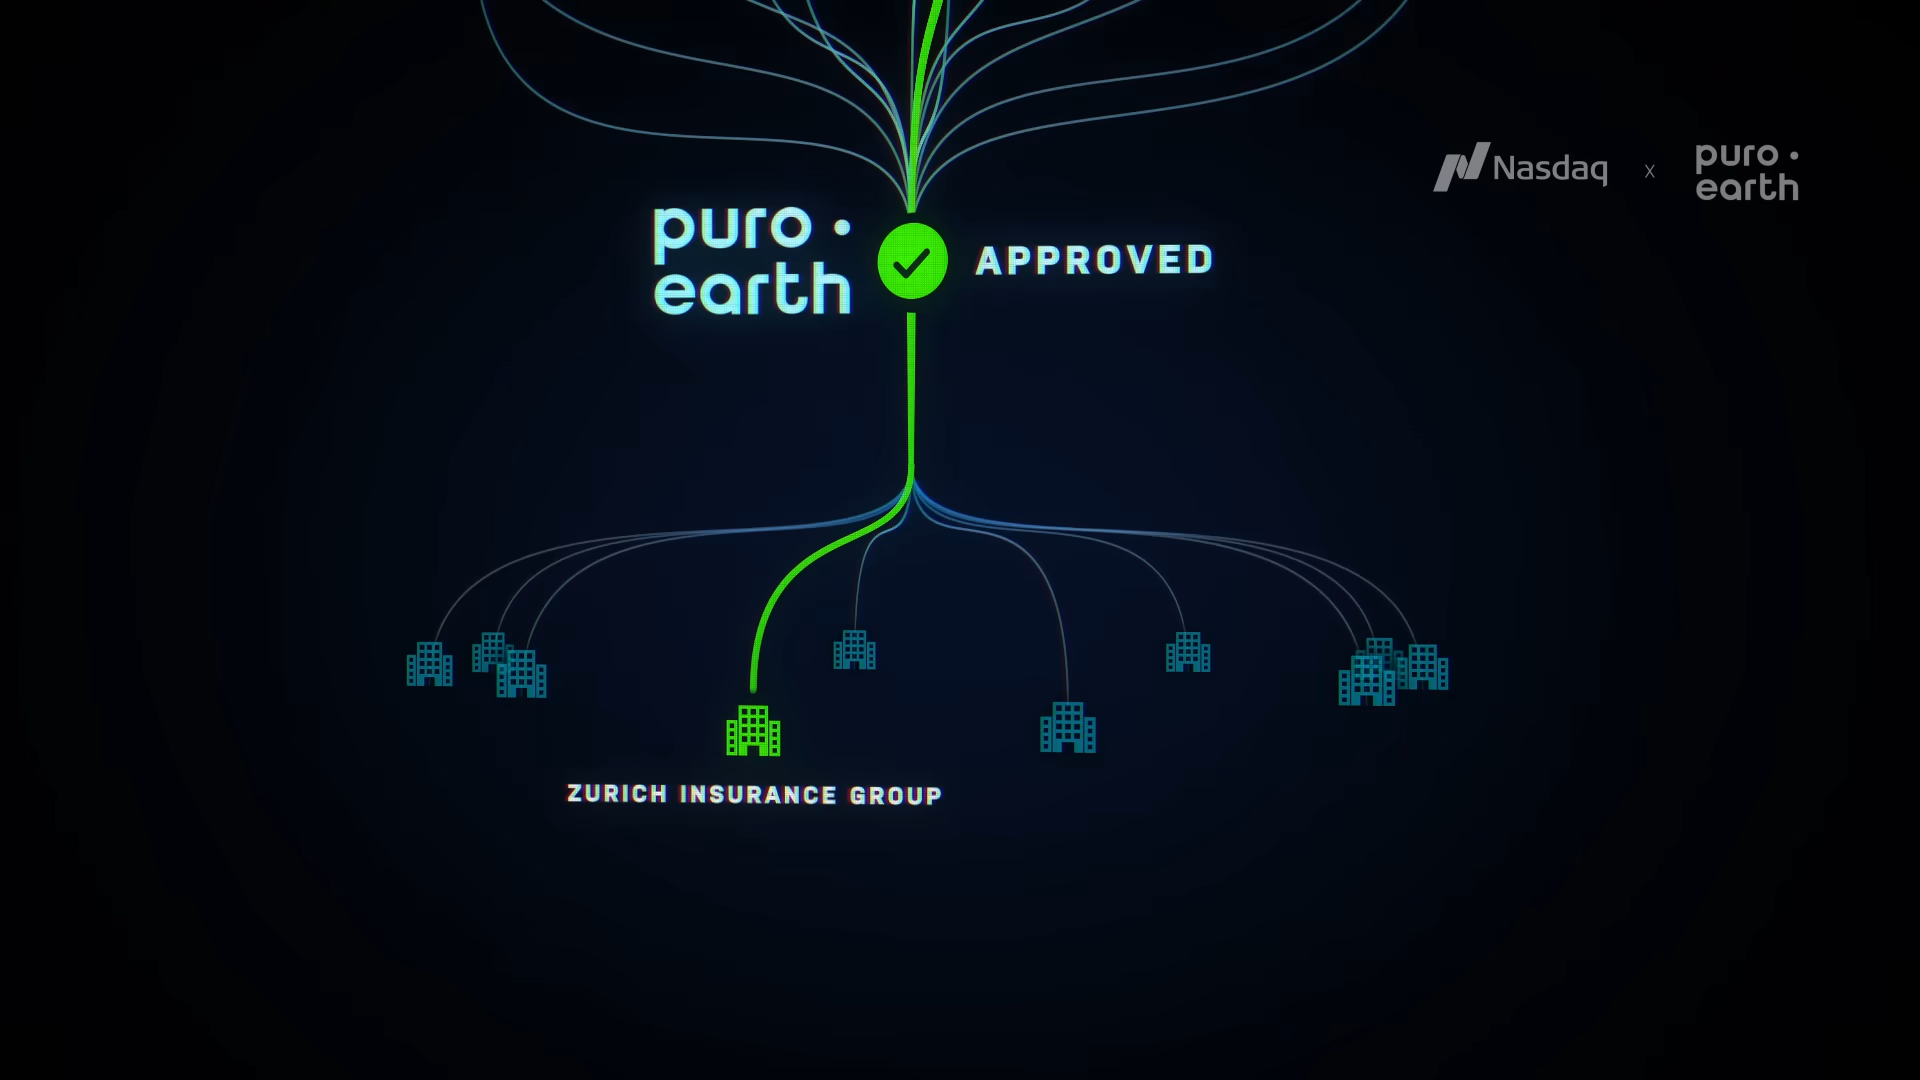 Nasdaq x puro·
earth
puro·
earth
APPROVED
ZURICH INSURANCE GROUP